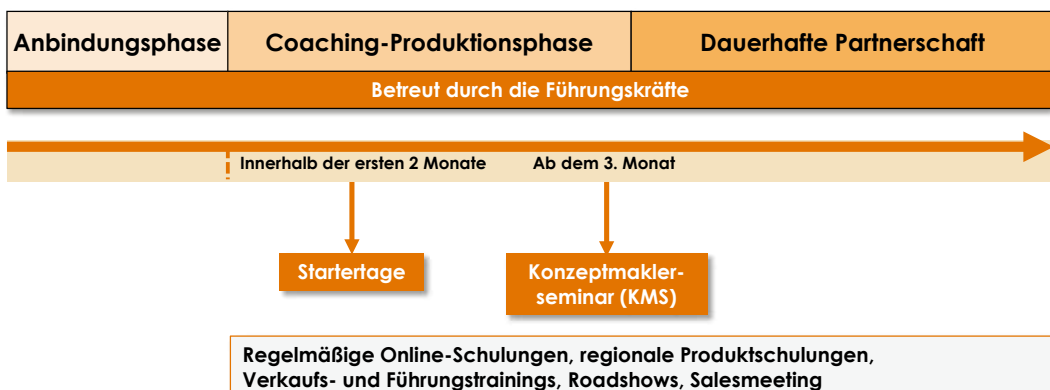 Anbindungsphase
Coaching-Produktionsphase
Dauerhafte Partnerschaft
Betreut durch die Führungskräfte
Innerhalb der ersten 2 Monate
Ab dem 3. Monat
Startertage
Konzeptmakler-
seminar (KMS)
Regelmäßige Online-Schulungen, regionale Produktschulungen,
Verkaufs- und Führungstrainings, Roadshows, Salesmeeting